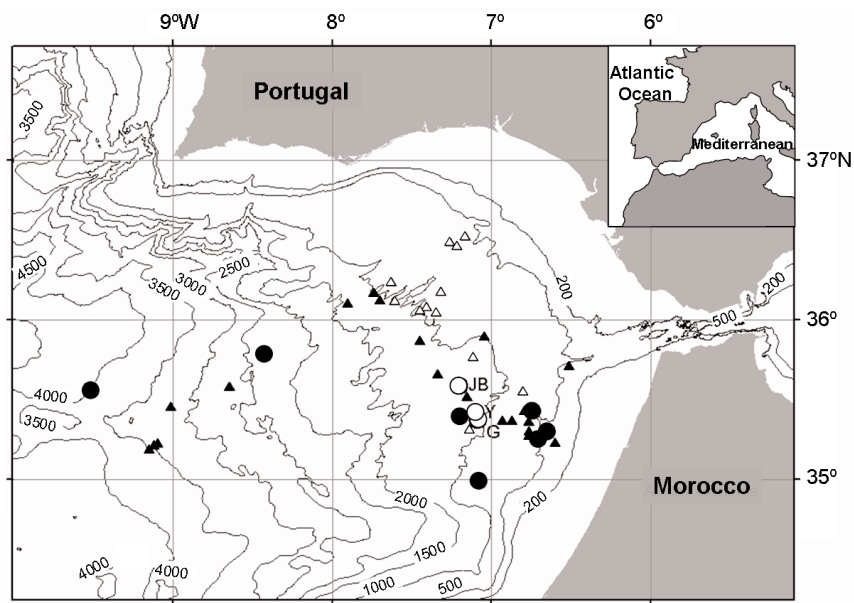 9ºW
8º
7º
6º
3500
Portugal
Atlantic
Ocean
Mediterranean
37ºN
4500
3500
3000
2500
200
200
500
36º
4000
3500
JB
Y
G
35º
2000
200
Morocco
1500
4000
4000
1000
500